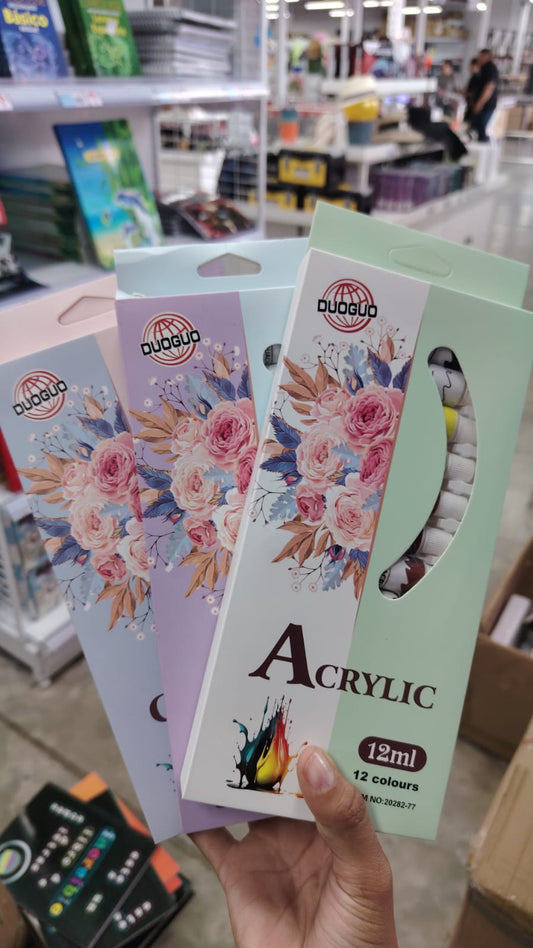 Básico
DUOGUO
DUOGUO
DUOGUO
ACRYLIC
12ml
12 colours
M NO:20282-77